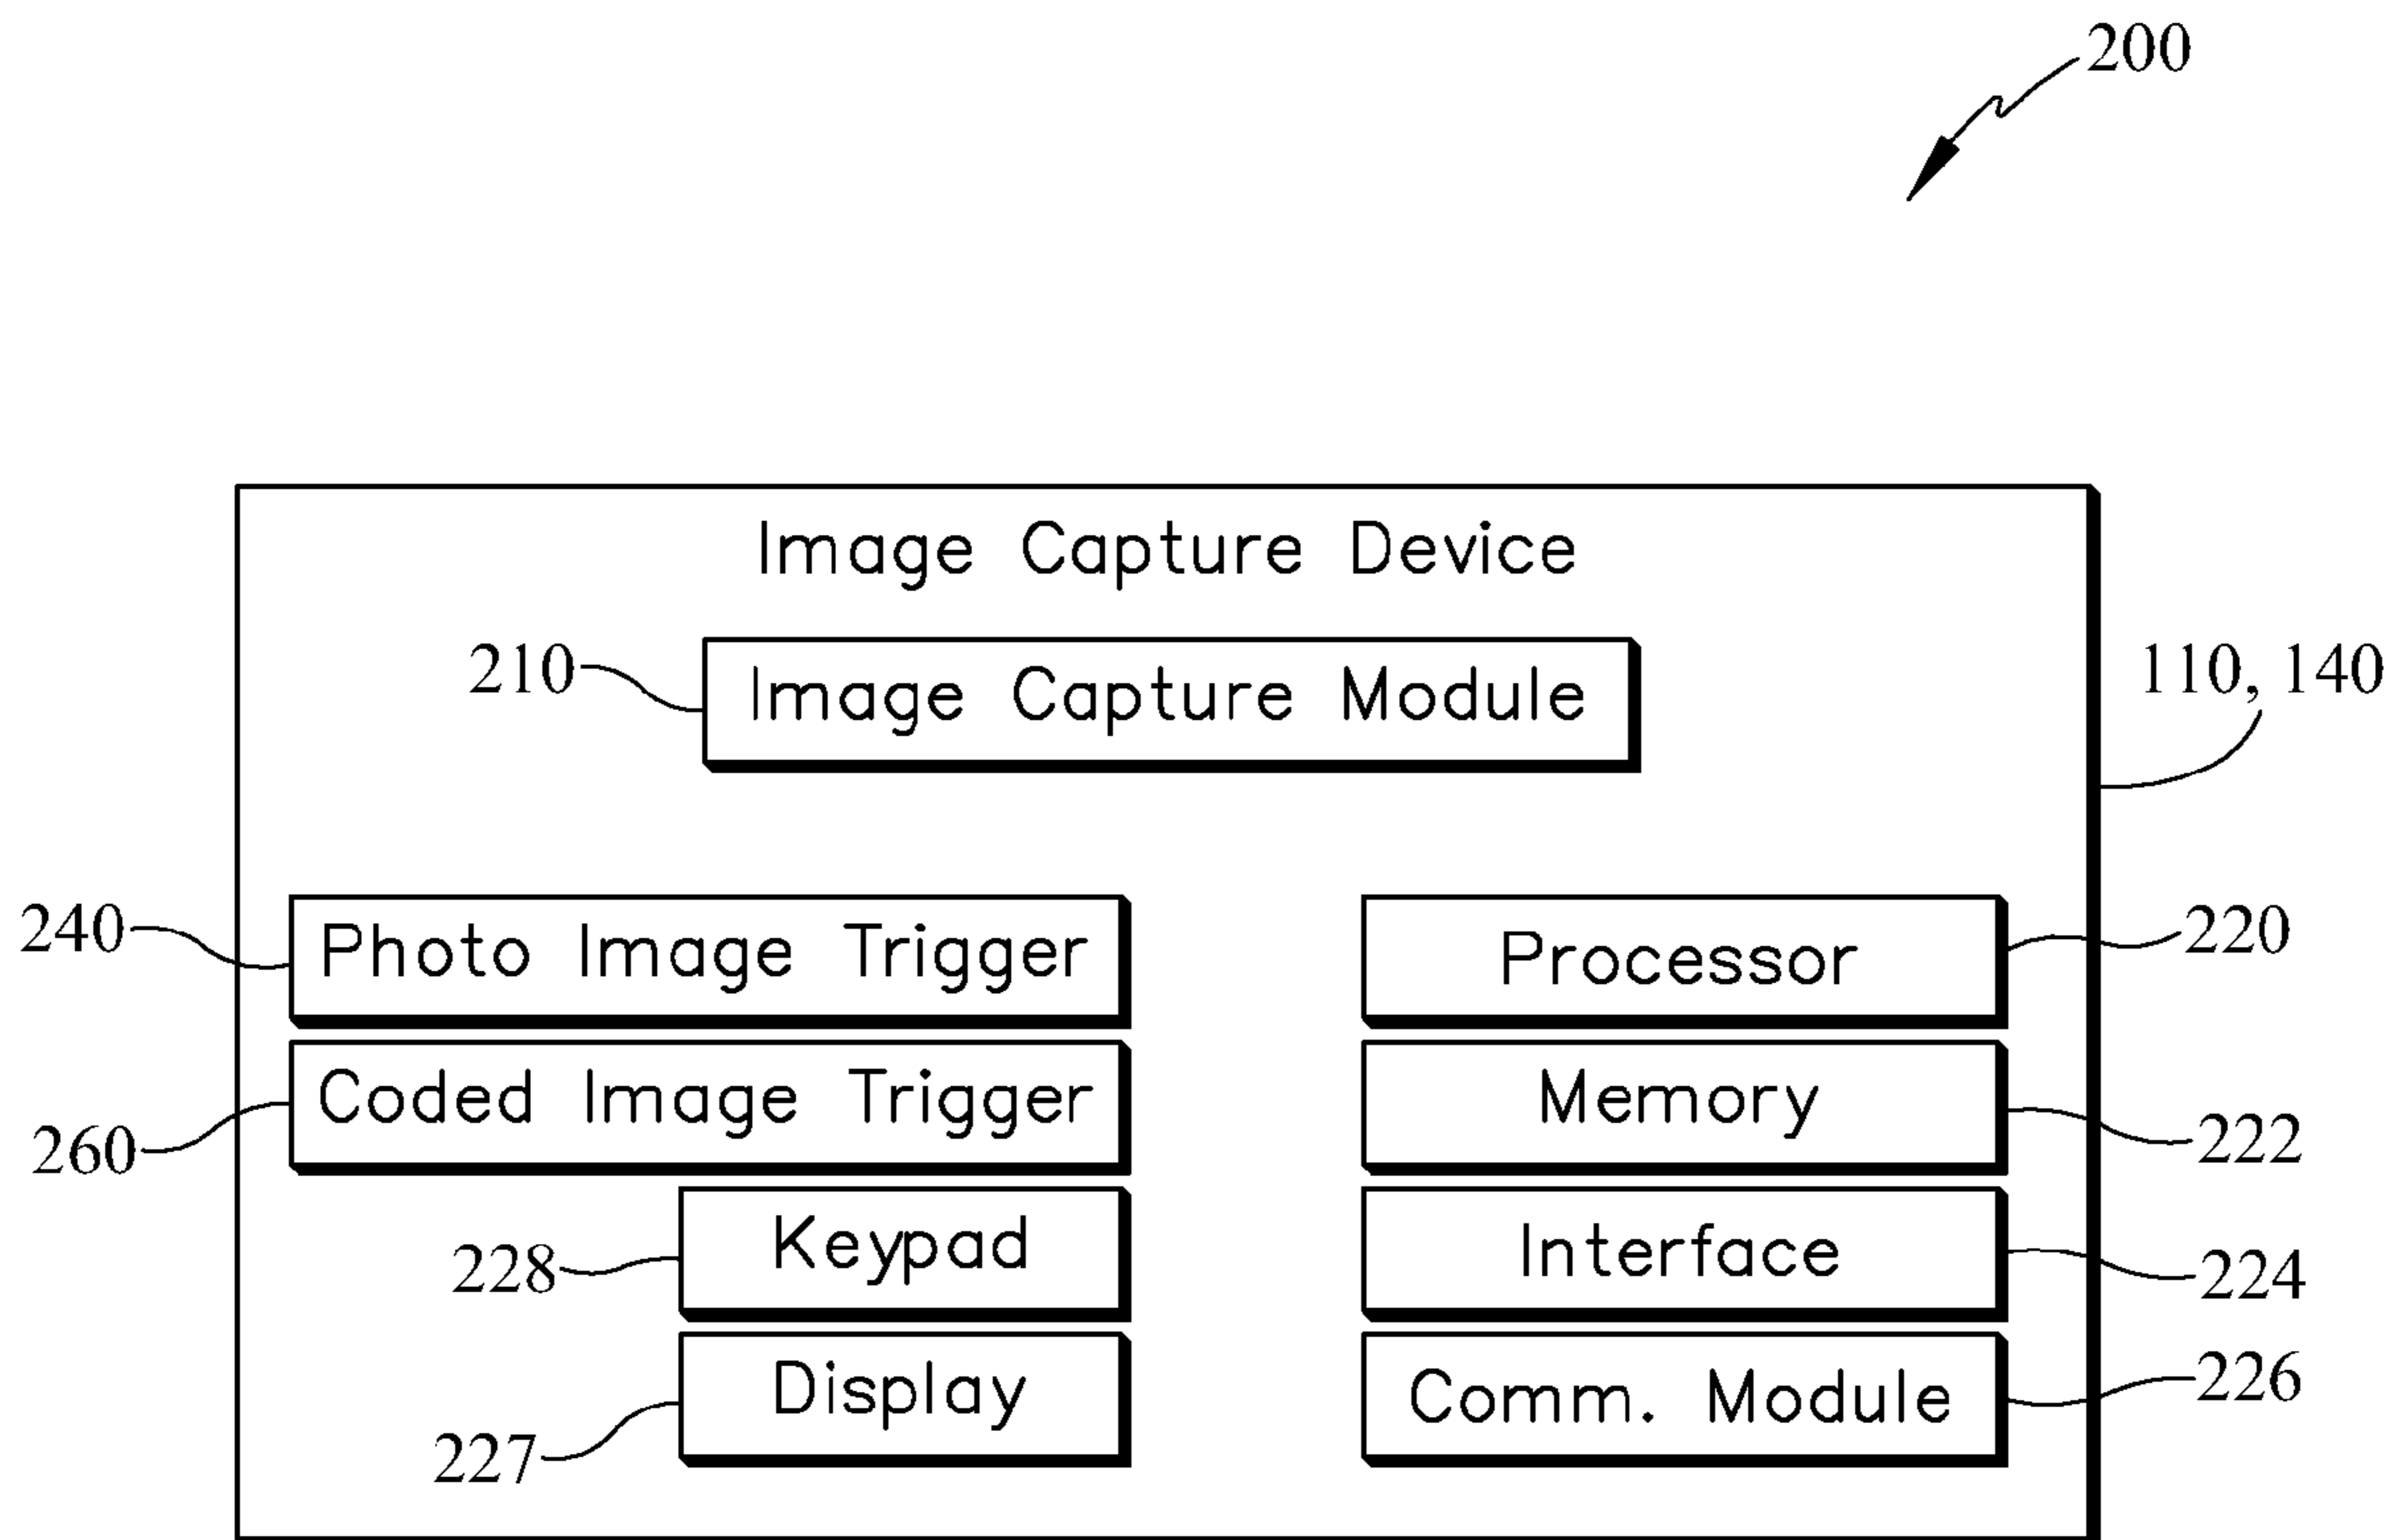 200
Image Capture Device
210
Image Capture Module
110, 140
240
Photo Image Trigger
Processor
220
260
Coded Image Trigger
Memory
222
228
Keypad
Interface
224
227
Display
Comm. Module
226